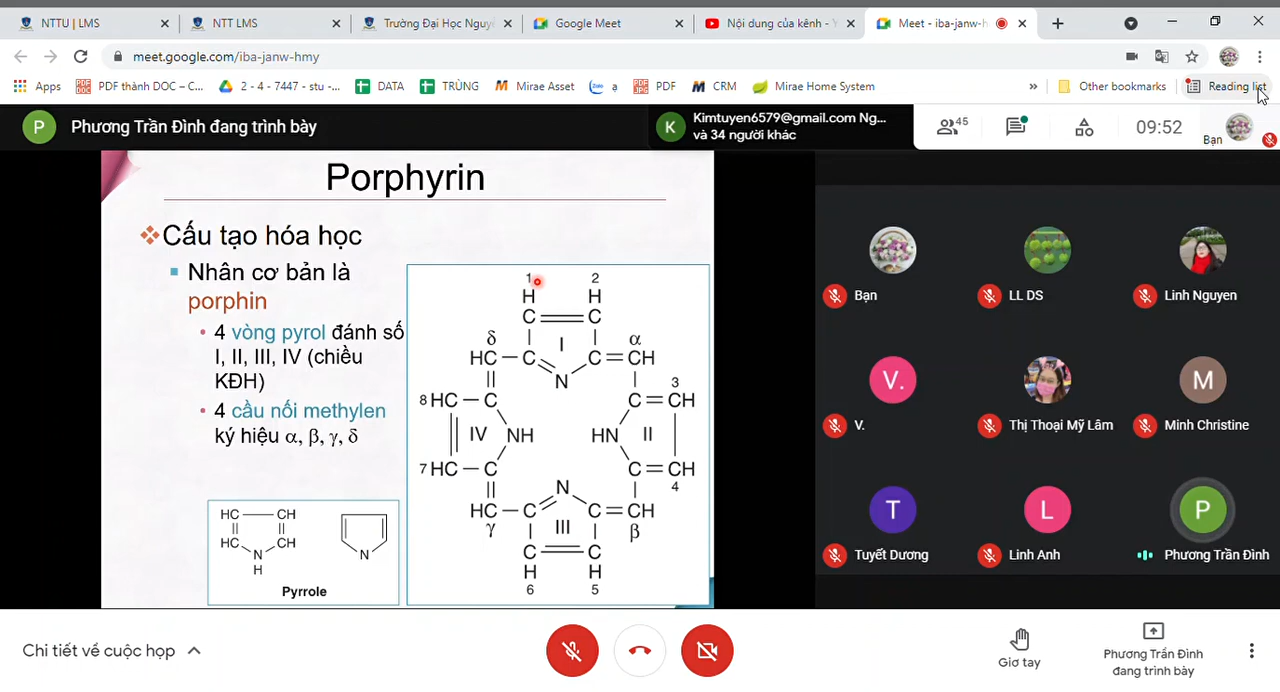 NTTU | LMS
NTT LMS
Trường Đại Học Nguy
Google Meet
Nội dung của kênh - Y
Meet - iba-janw-h
meet.google.com/iba-janw-hmy
Apps
PDF thành DOC – C...
2 - 4 - 7447 - stu -...
DATA
TRÙNG
Mirae Asset
Zalo
ạ
PDF
CRM
Mirae Home System
»
Other bookmarks
Reading list
P
Phương Trần Đình đang trình bày
K
Kimtuyen6579@gmail.com Ng...
và 34 người khác
45
09:52
Bạn
Porphyrin
Cấu tạo hóa học
Nhân cơ bản là
porphin
4 vòng pyrol đánh số
I, II, III, IV (chiều
KĐH)
4 cầu nối methylen
ký hiệu α, β, γ, δ
HC CH
HC CH
N
H
N
Pyrrole
1 2
H H
C C
δ I α
HC C C CH
N
3
8 HC C C CH
IV NH HN II
7 HC C C CH
4
N
HC C C CH
γ III β
C C
H H
6 5
Bạn
LL DS
Linh Nguyen
V.
M
V.
Thị Thoại Mỹ Lâm
Minh Christine
T
L
P
Tuyết Dương
Linh Anh
Phương Trần Đình
Chi tiết về cuộc họp
Giơ tay
Phương Trần Đình
đang trình bày